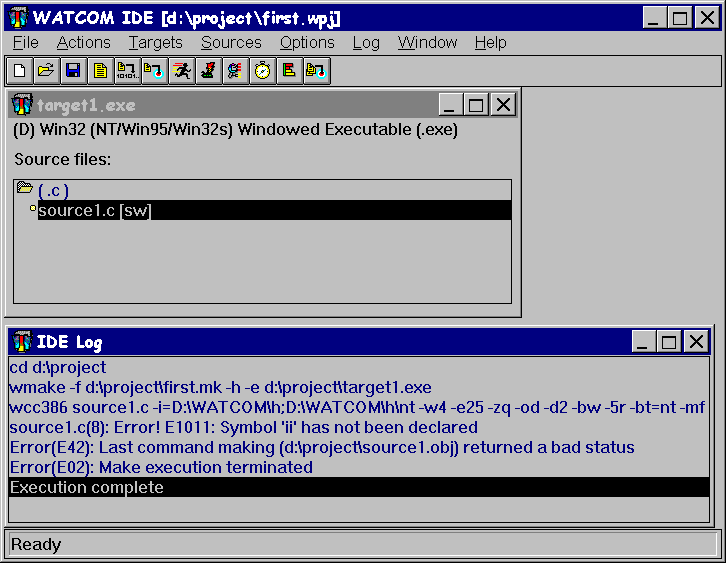 WATCOM IDE [d:\project\first.wpj]
File Actions Targets Sources Options Log Window Help
target1.exe
(D) Win32 (NT/Win95/Win32s) Windowed Executable (.exe)
Source files:
( .c )
source1.c [sw]
IDE Log
cd d:\project
wmake -f d:\project\first.mk -h -e d:\project\target1.exe
wcc386 source1.c -i=D:\WATCOM\h;D:\WATCOM\h\nt -w4 -e25 -zq -od -d2 -bw -5r -bt=nt -mf
source1.c(8): Error! E1011: Symbol 'ii' has not been declared
Error(E42): Last command making (d:\project\source1.obj) returned a bad status
Error(E02): Make execution terminated
Execution complete
Ready